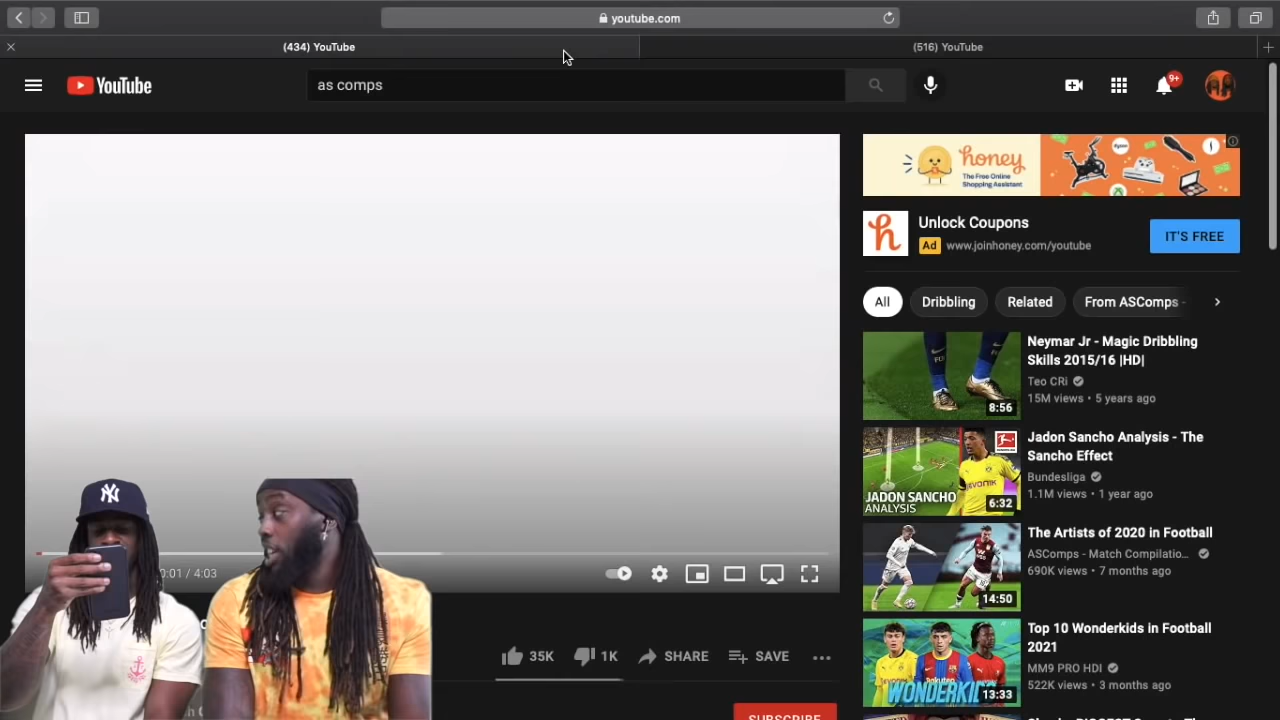 youtube.com
(434) YouTube
(516) YouTube
YouTube
as comps
9+
honey
The Free Online
Shopping Assistant
Unlock Coupons
Ad www.joinhoney.com/youtube
IT'S FREE
All
Dribbling
Related
From ASComps -
Neymar Jr - Magic Dribbling
Skills 2015/16 |HD|
Teo CRi
15M views • 5 years ago
8:56
Jadon Sancho Analysis - The
Sancho Effect
Bundesliga
1.1M views • 1 year ago
JADON SANCHO
ANALYSIS
6:32
The Artists of 2020 in Football
ASComps - Match Compilatio...
690K views • 7 months ago
14:50
Top 10 Wonderkids in Football
2021
MM9 PRO HDI
522K views • 3 months ago
WONDERKID
13:33
0:01 / 4:03
NY
35K
1K
SHARE
SAVE
SUBSCRIBE